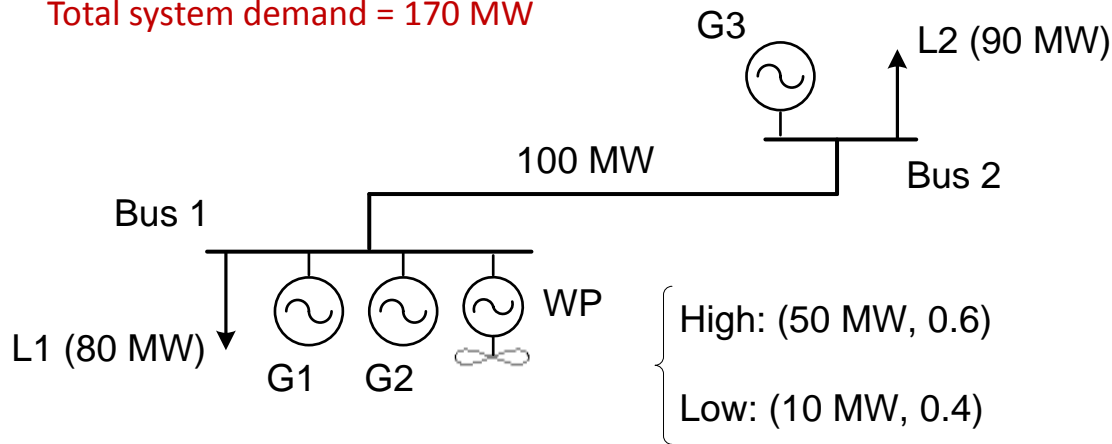 Total system demand = 170 MW
G3
L2 (90 MW)
100 MW
Bus 2
Bus 1
WP
High: (50 MW, 0.6)
L1 (80 MW)
G1
G2
Low: (10 MW, 0.4)